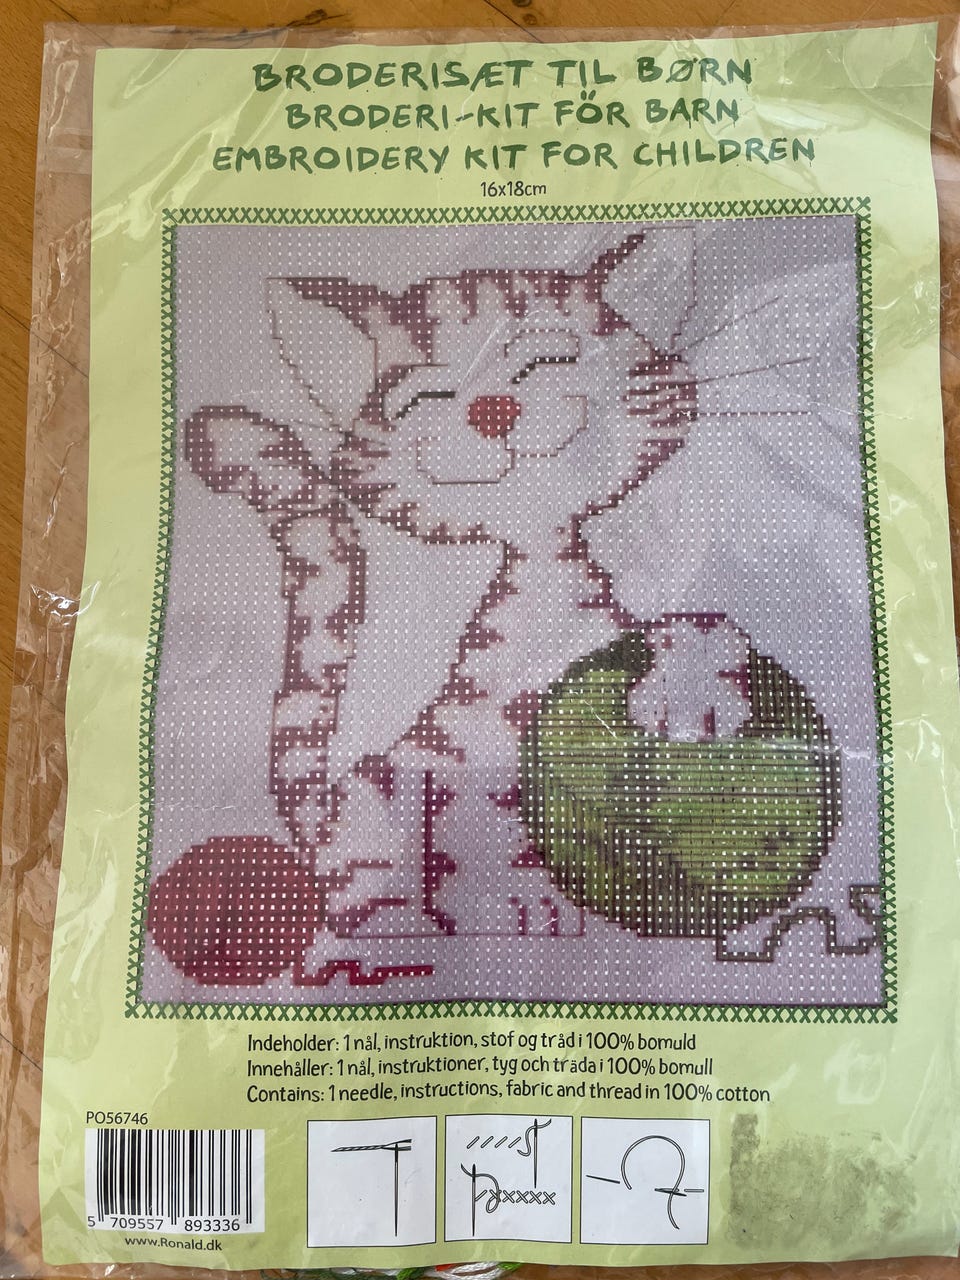 BRODERISÆT TIL BØRN
BRODERI-KIT FÖR BARN
EMBROIDERY KIT FOR CHILDREN
16x18cm
Indeholder: 1 nål, instruktion, stof og tråd i 100% bomuld
Innehåller: 1 nål, instruktioner, tyg och träda i 100% bomull
Contains: 1 needle, instructions, fabric and thread in 100% cotton
PO56746
5 709557 893336
www.Ronald.dk